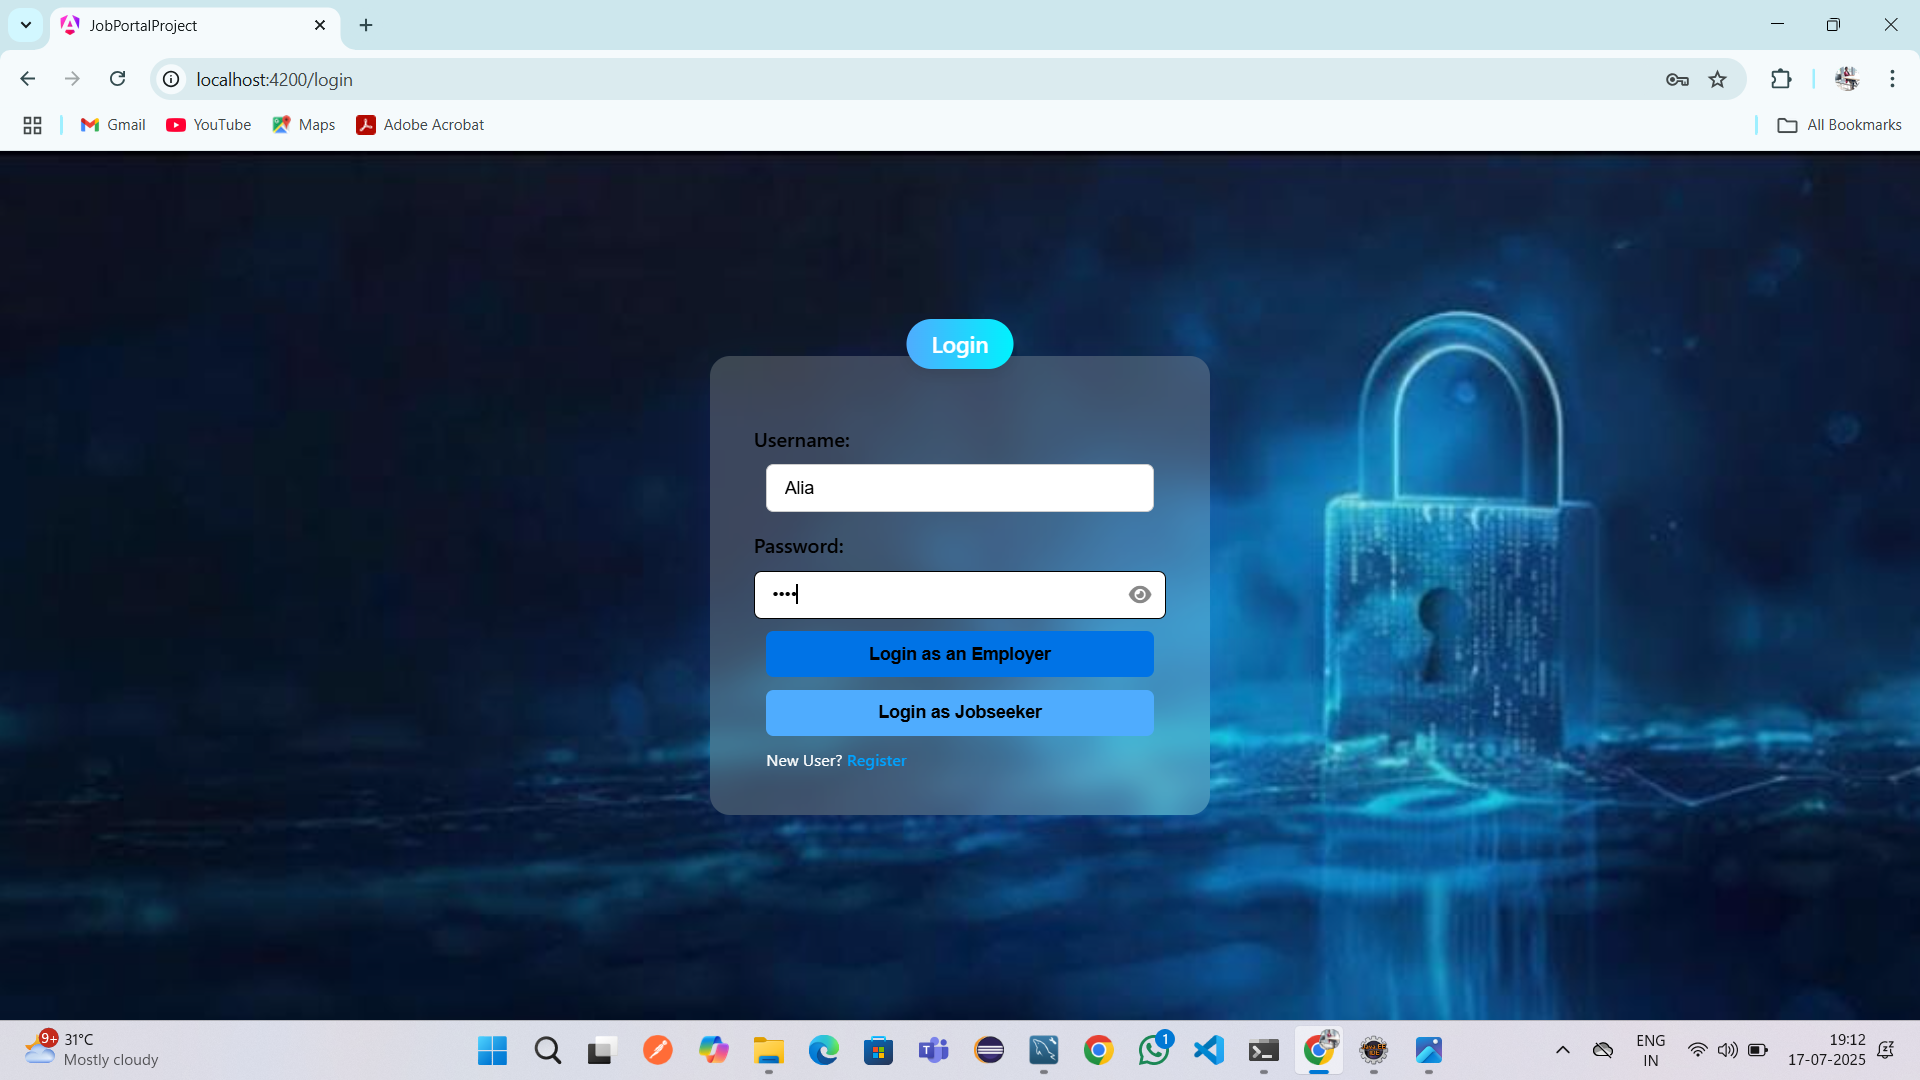 JobPortalProject
localhost:4200/login
Gmail
YouTube
Maps
Adobe Acrobat
All Bookmarks
Login
Username:
Alia
Password:
••••
Login as an Employer
Login as Jobseeker
New User? Register
9+
31°C
Mostly cloudy
1
ENG
IN
19:12
17-07-2025